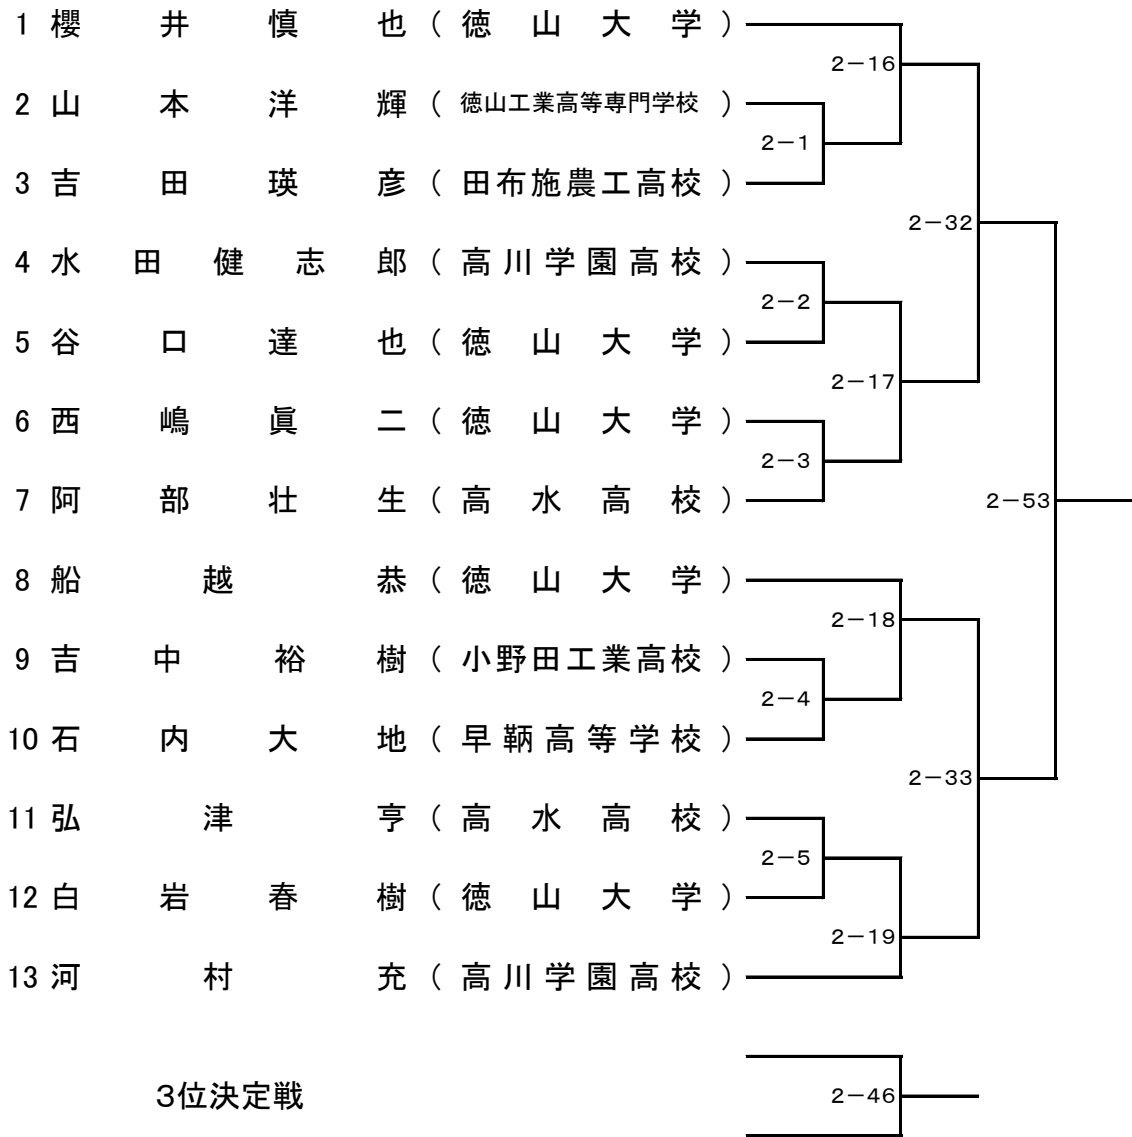 1 櫻井慎也（徳山大学）
2－16
2 山本洋輝（徳山工業高等専門学校）
2－1
3 吉田瑛彦（田布施農工高校）
2－32
4 水田健志郎（高川学園高校）
2－2
5 谷口達也（徳山大学）
2－17
6 西嶋眞二（徳山大学）
2－3
7 阿部壮生（高水高校）
2－53
8 船越恭（徳山大学）
2－18
9 吉中裕樹（小野田工業高校）
2－4
10 石内大地（早鞆高等学校）
2－33
11 弘津亨（高水高校）
2－5
12 白岩春樹（徳山大学）
2－19
13 河村充（高川学園高校）
3位決定戦
2－46